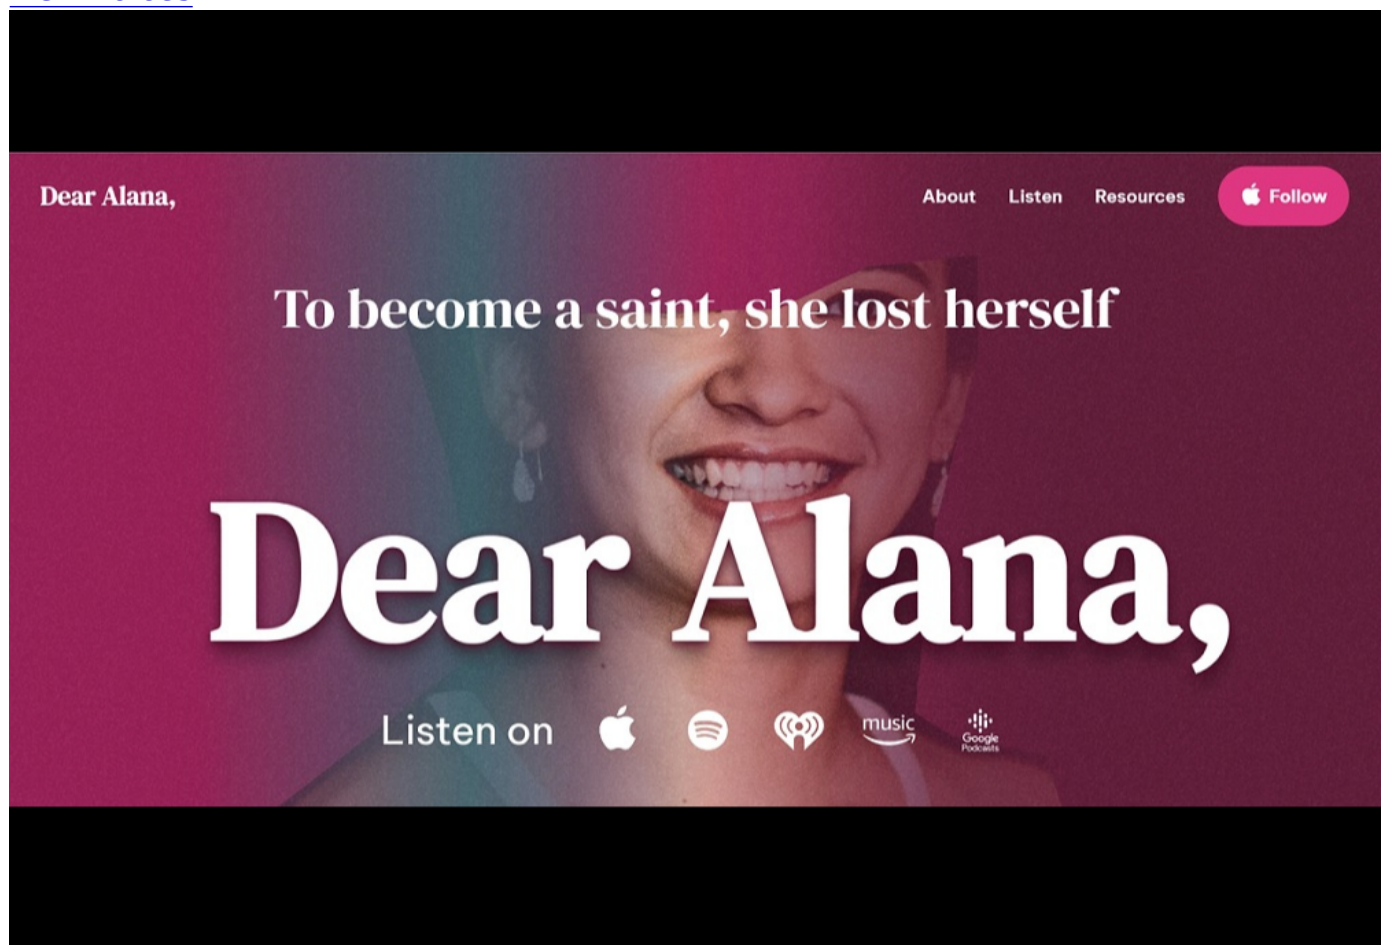 Dear Alana,
About Listen Resources Follow
To become a saint, she lost herself
Dear Alana,
Listen on music Google Podcasts